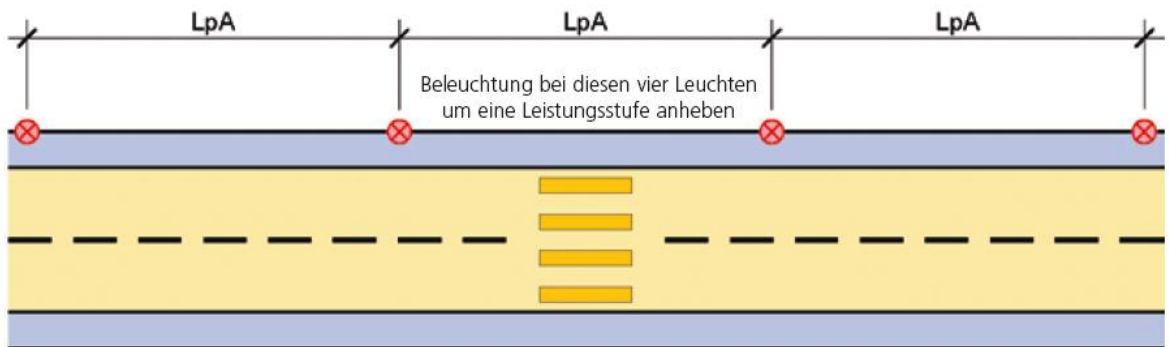 LpA LpA LpA
Beleuchtung bei diesen vier Leuchten
um eine Leistungsstufe anheben